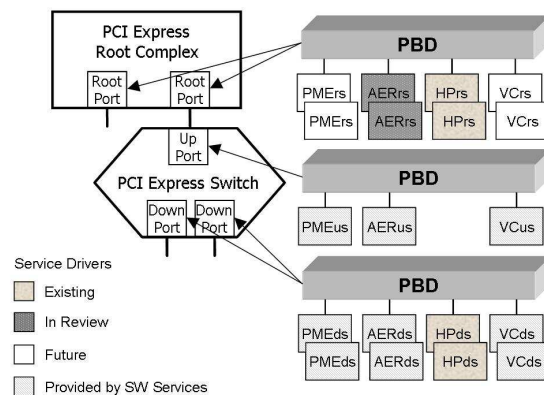 PCI Express
Root Complex
Root
Port
Root
Port
Up
Port
PCI Express Switch
Down
Port
Down
Port
PBD
PMErs
AERrs
HPrs
VCrs
PMErs
AERrs
HPrs
VCrs
PBD
PMEus
AERus
VCus
PBD
PMEds
AERds
HPds
VCds
PMEds
AERds
HPds
VCds
Service Drivers
Existing
In Review
Future
Provided by SW Services